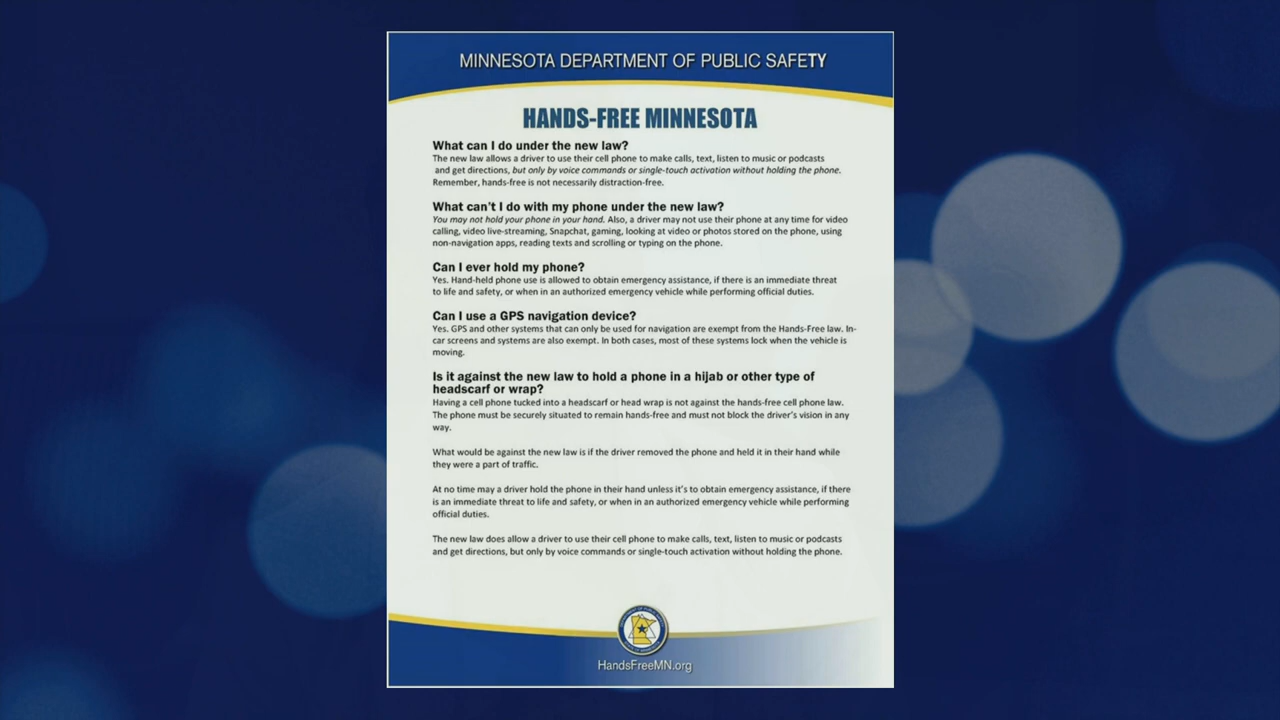 MINNESOTA DEPARTMENT OF PUBLIC SAFETY
HANDS-FREE MINNESOTA
What can I do under the new law?
The new law allows a driver to use their cell phone to make calls, text, listen to music or podcasts
and get directions, but only by voice commands or single-touch activation without holding the phone.
Remember, hands-free is not necessarily distraction-free.
What can't I do with my phone under the new law?
You may not hold your phone in your hand. Also, a driver may not use their phone at any time for video
calling, video live-streaming, Snapchat, gaming, looking at video or photos stored on the phone, using
non-navigation apps, reading texts and scrolling or typing on the phone.
Can I ever hold my phone?
Yes. Hand-held phone use is allowed to obtain emergency assistance, if there is an immediate threat
to life and safety, or when in an authorized emergency vehicle while performing official duties.
Can I use a GPS navigation device?
Yes. GPS and other systems that can only be used for navigation are exempt from the Hands-Free law. In-
car screens and systems are also exempt. In both cases, most of these systems lock when the vehicle is
moving.
Is it against the new law to hold a phone in a hijab or other type of
headscarf or wrap?
Having a cell phone tucked into a headscarf or head wrap is not against the hands-free cell phone law.
The phone must be securely situated to remain hands-free and must not block the driver's vision in any
way.
What would be against the new law is if the driver removed the phone and held it in their hand while
they were a part of traffic.
At no time may a driver hold the phone in their hand unless it's to obtain emergency assistance, if there
is an immediate threat to life and safety, or when in an authorized emergency vehicle while performing
official duties.
The new law does allow a driver to use their cell phone to make calls, text, listen to music or podcasts
and get directions, but only by voice commands or single-touch activation without holding the phone.
HandsFreeMN.org